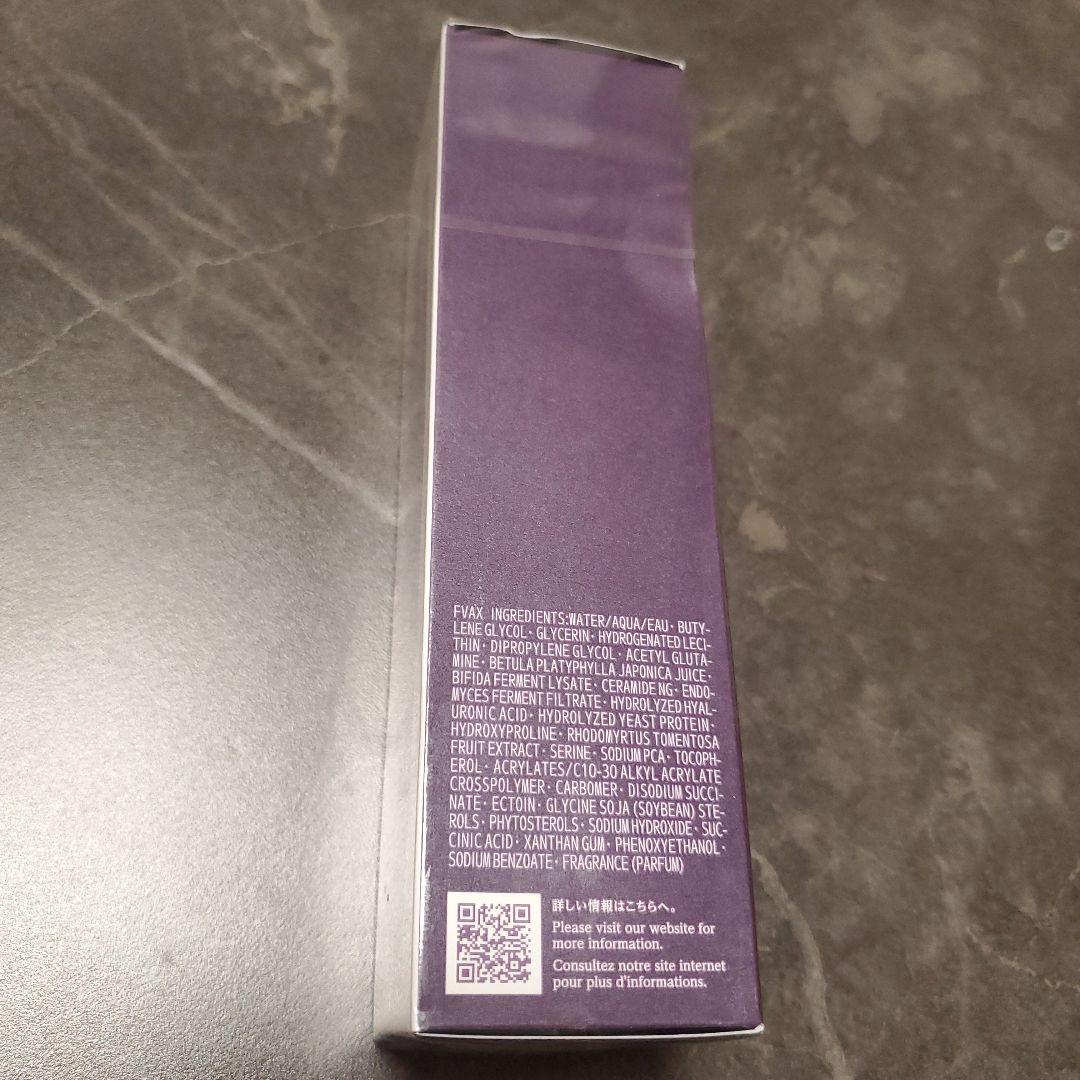 FVAX INGREDIENTS:WATER/AQUA/EAU・BUTY-
LENE GLYCOL・GLYCERIN・HYDROGENATED LECI-
THIN・DIPROPYLENE GLYCOL・ACETYL GLUTA-
MINE・BETULA PLATYPHYLLA JAPONICA JUICE・
BIFIDA FERMENT LYSATE・CERAMIDE NG・ENDO-
MYCES FERMENT FILTRATE・HYDROLYZED HYAL-
URONIC ACID・HYDROLYZED YEAST PROTEIN・
HYDROXYPROLINE・RHODOMYRTUS TOMENTOSA
FRUIT EXTRACT・SERINE・SODIUM PCA・TOCOPH-
EROL・ACRYLATES/C10-30 ALKYL ACRYLATE
CROSSPOLYMER・CARBOMER・DISODIUM SUCCI-
NATE・ECTOIN・GLYCINE SOJA (SOYBEAN) STE-
ROLS・PHYTOSTEROLS・SODIUM HYDROXIDE・SUC-
CINIC ACID・XANTHAN GUM・PHENOXYETHANOL・
SODIUM BENZOATE・FRAGRANCE (PARFUM)
詳しい情報はこちらへ。
Please visit our website for
more information.
Consultez notre site internet
pour plus d'informations.